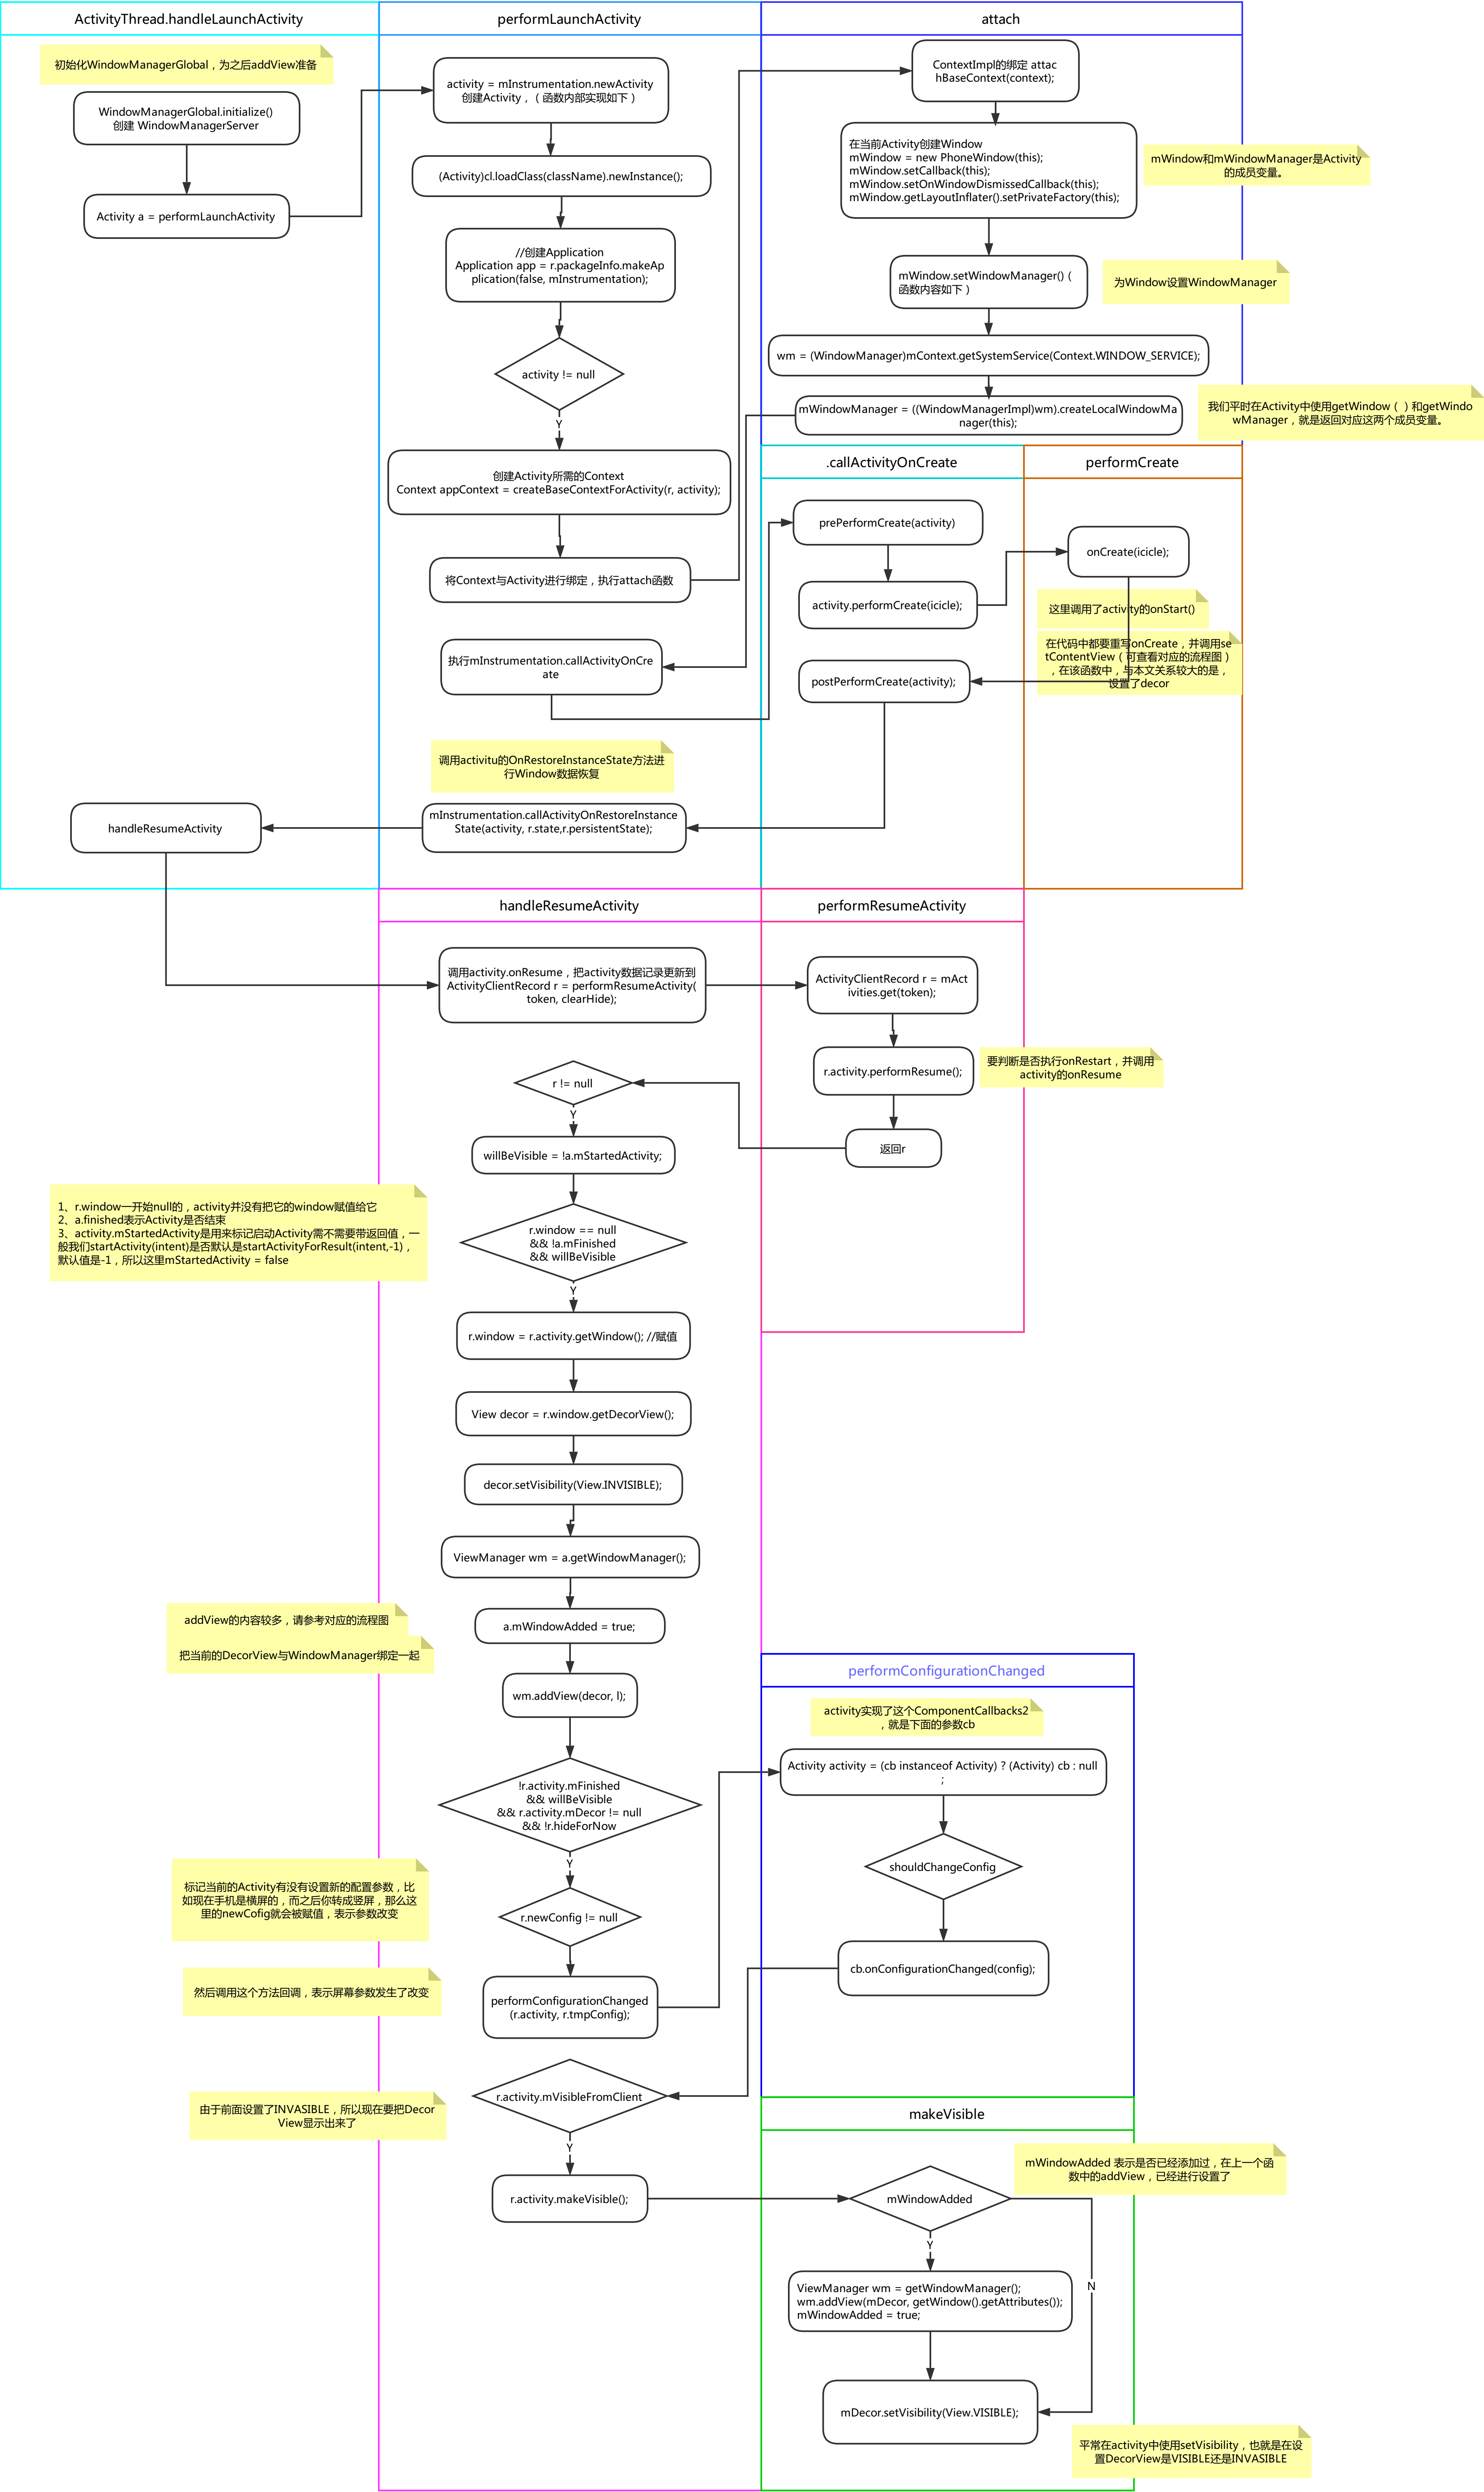 ActivityThread.handleLaunchActivity
初始化WindowManagerGlobal，为之后addView准备
WindowManagerGlobal.initialize()
创建 WindowManagerServer
Activity a = performLaunchActivity
performLaunchActivity
activity = mInstrumentation.newActivity
创建Activity，（函数内部实现如下）
(Activity)cl.loadClass(className).newInstance();
//创建Application
Application app = r.packageInfo.makeAp
plication(false, mInstrumentation);
activity != null
Y
创建Activity所需的Context
Context appContext = createBaseContextForActivity(r, activity);
将Context与Activity进行绑定，执行attach函数
attach
ContextImpl的绑定 attac
hBaseContext(context);
在当前Activity创建Window
mWindow = new PhoneWindow(this);
mWindow.setCallback(this);
mWindow.setOnWindowDismissedCallback(this);
mWindow.getLayoutInflater().setPrivateFactory(this);
mWindow和mWindowManager是Activity
的成员变量。
mWindow.setWindowManager()（
函数内容如下）
为Window设置WindowManager
wm = (WindowManager)mContext.getSystemService(Context.WINDOW_SERVICE);
mWindowManager = ((WindowManagerImpl)wm).createLocalWindowMa
nager(this);
我们平时在Activity中使用getWindow（）和getWindo
wManager，就是返回对应这两个成员变量。
执行mInstrumentation.callActivityOnCre
ate
.callActivityOnCreate
prePerformCreate(activity)
activity.performCreate(icicle);
postPerformCreate(activity);
performCreate
onCreate(icicle);
这里调用了activity的onStart()
在代码中都要重写onCreate，并调用se
tContentView（可查看对应的流程图）
，在该函数中，与本文关系较大的是，
设置了decor
调用activitu的OnRestoreInstanceState方法进
行Window数据恢复
mInstrumentation.callActivityOnRestoreInstance
State(activity, r.state,r.persistentState);
handleResumeActivity
handleResumeActivity
调用activity.onResume，把activity数据记录更新到
ActivityClientRecord r = performResumeActivity(
token, clearHide);
performResumeActivity
ActivityClientRecord r = mAct
ivities.get(token);
r.activity.performResume();
要判断是否执行onRestart，并调用
activity的onResume
返回r
r != null
Y
willBeVisible = !a.mStartedActivity;
1、r.window一开始null的，activity并没有把它的window赋值给它
2、a.finished表示Activity是否结束
3、activity.mStartedActivity是用来标记启动Activity需不需要带返回值，一
般我们startActivity(intent)是否默认是startActivityForResult(intent,-1)，
默认值是-1，所以这里mStartedActivity = false
r.window == null
&& !a.mFinished
&& willBeVisible
Y
r.window = r.activity.getWindow(); //赋值
View decor = r.window.getDecorView();
decor.setVisibility(View.INVISIBLE);
ViewManager wm = a.getWindowManager();
a.mWindowAdded = true;
addView的内容较多，请参考对应的流程图
把当前的DecorView与WindowManager绑定一起
wm.addView(decor, l);
!r.activity.mFinished
&& willBeVisible
&& r.activity.mDecor != null
&& !r.hideForNow
Y
标记当前的Activity有没有设置新的配置参数，比
如现在手机是横屏的，而之后你转成竖屏，那么这
里的newCofig就会被赋值，表示参数改变
r.newConfig != null
然后调用这个方法回调，表示屏幕参数发生了改变
performConfigurationChanged
(r.activity, r.tmpConfig);
performConfigurationChanged
activity实现了这个ComponentCallbacks2
，就是下面的参数cb
Activity activity = (cb instanceof Activity) ? (Activity) cb : null
;
shouldChangeConfig
cb.onConfigurationChanged(config);
r.activity.mVisibleFromClient
Y
由于前面设置了INVASIBLE，所以现在要把Decor
View显示出来了
r.activity.makeVisible();
makeVisible
mWindowAdded 表示是否已经添加过，在上一个函
数中的addView，已经进行设置了
mWindowAdded
Y
N
ViewManager wm = getWindowManager();
wm.addView(mDecor, getWindow().getAttributes());
mWindowAdded = true;
mDecor.setVisibility(View.VISIBLE);
平常在activity中使用setVisibility，也就是在设
置DecorView是VISIBLE还是INVASIBLE